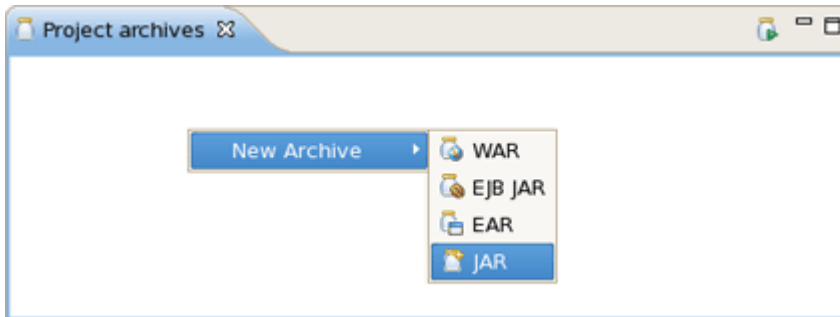 Project archives
New Archive
WAR
EJB JAR
EAR
JAR